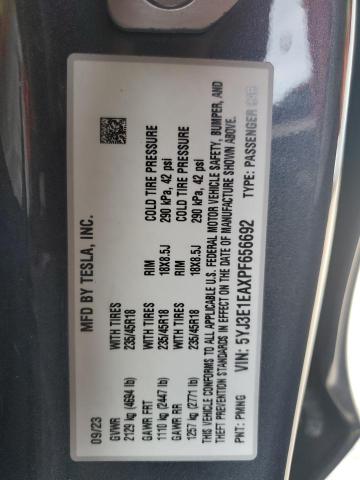 MFD BY TESLA, INC.
09/23
GVWR
2129 kg (4694 lb)
GAWR FRT WITH TIRES RIM COLD TIRE PRESSURE
1110 kg (2447 lb) 235/45R18 18X8.5J 290 kPa, 42 psi
GAWR RR WITH TIRES RIM COLD TIRE PRESSURE
1257 kg (2771 lb) 235/45R18 18X8.5J 290 kPa, 42 psi
THIS VEHICLE CONFORMS TO ALL APPLICABLE U.S. FEDERAL MOTOR VEHICLE SAFETY, BUMPER, AND
THEFT PREVENTION STANDARDS IN EFFECT ON THE DATE OF MANUFACTURE SHOWN ABOVE.
VIN: 5YJ3E1EAXPF656692 TYPE: PASSENGER CAR
PNT: PMNG